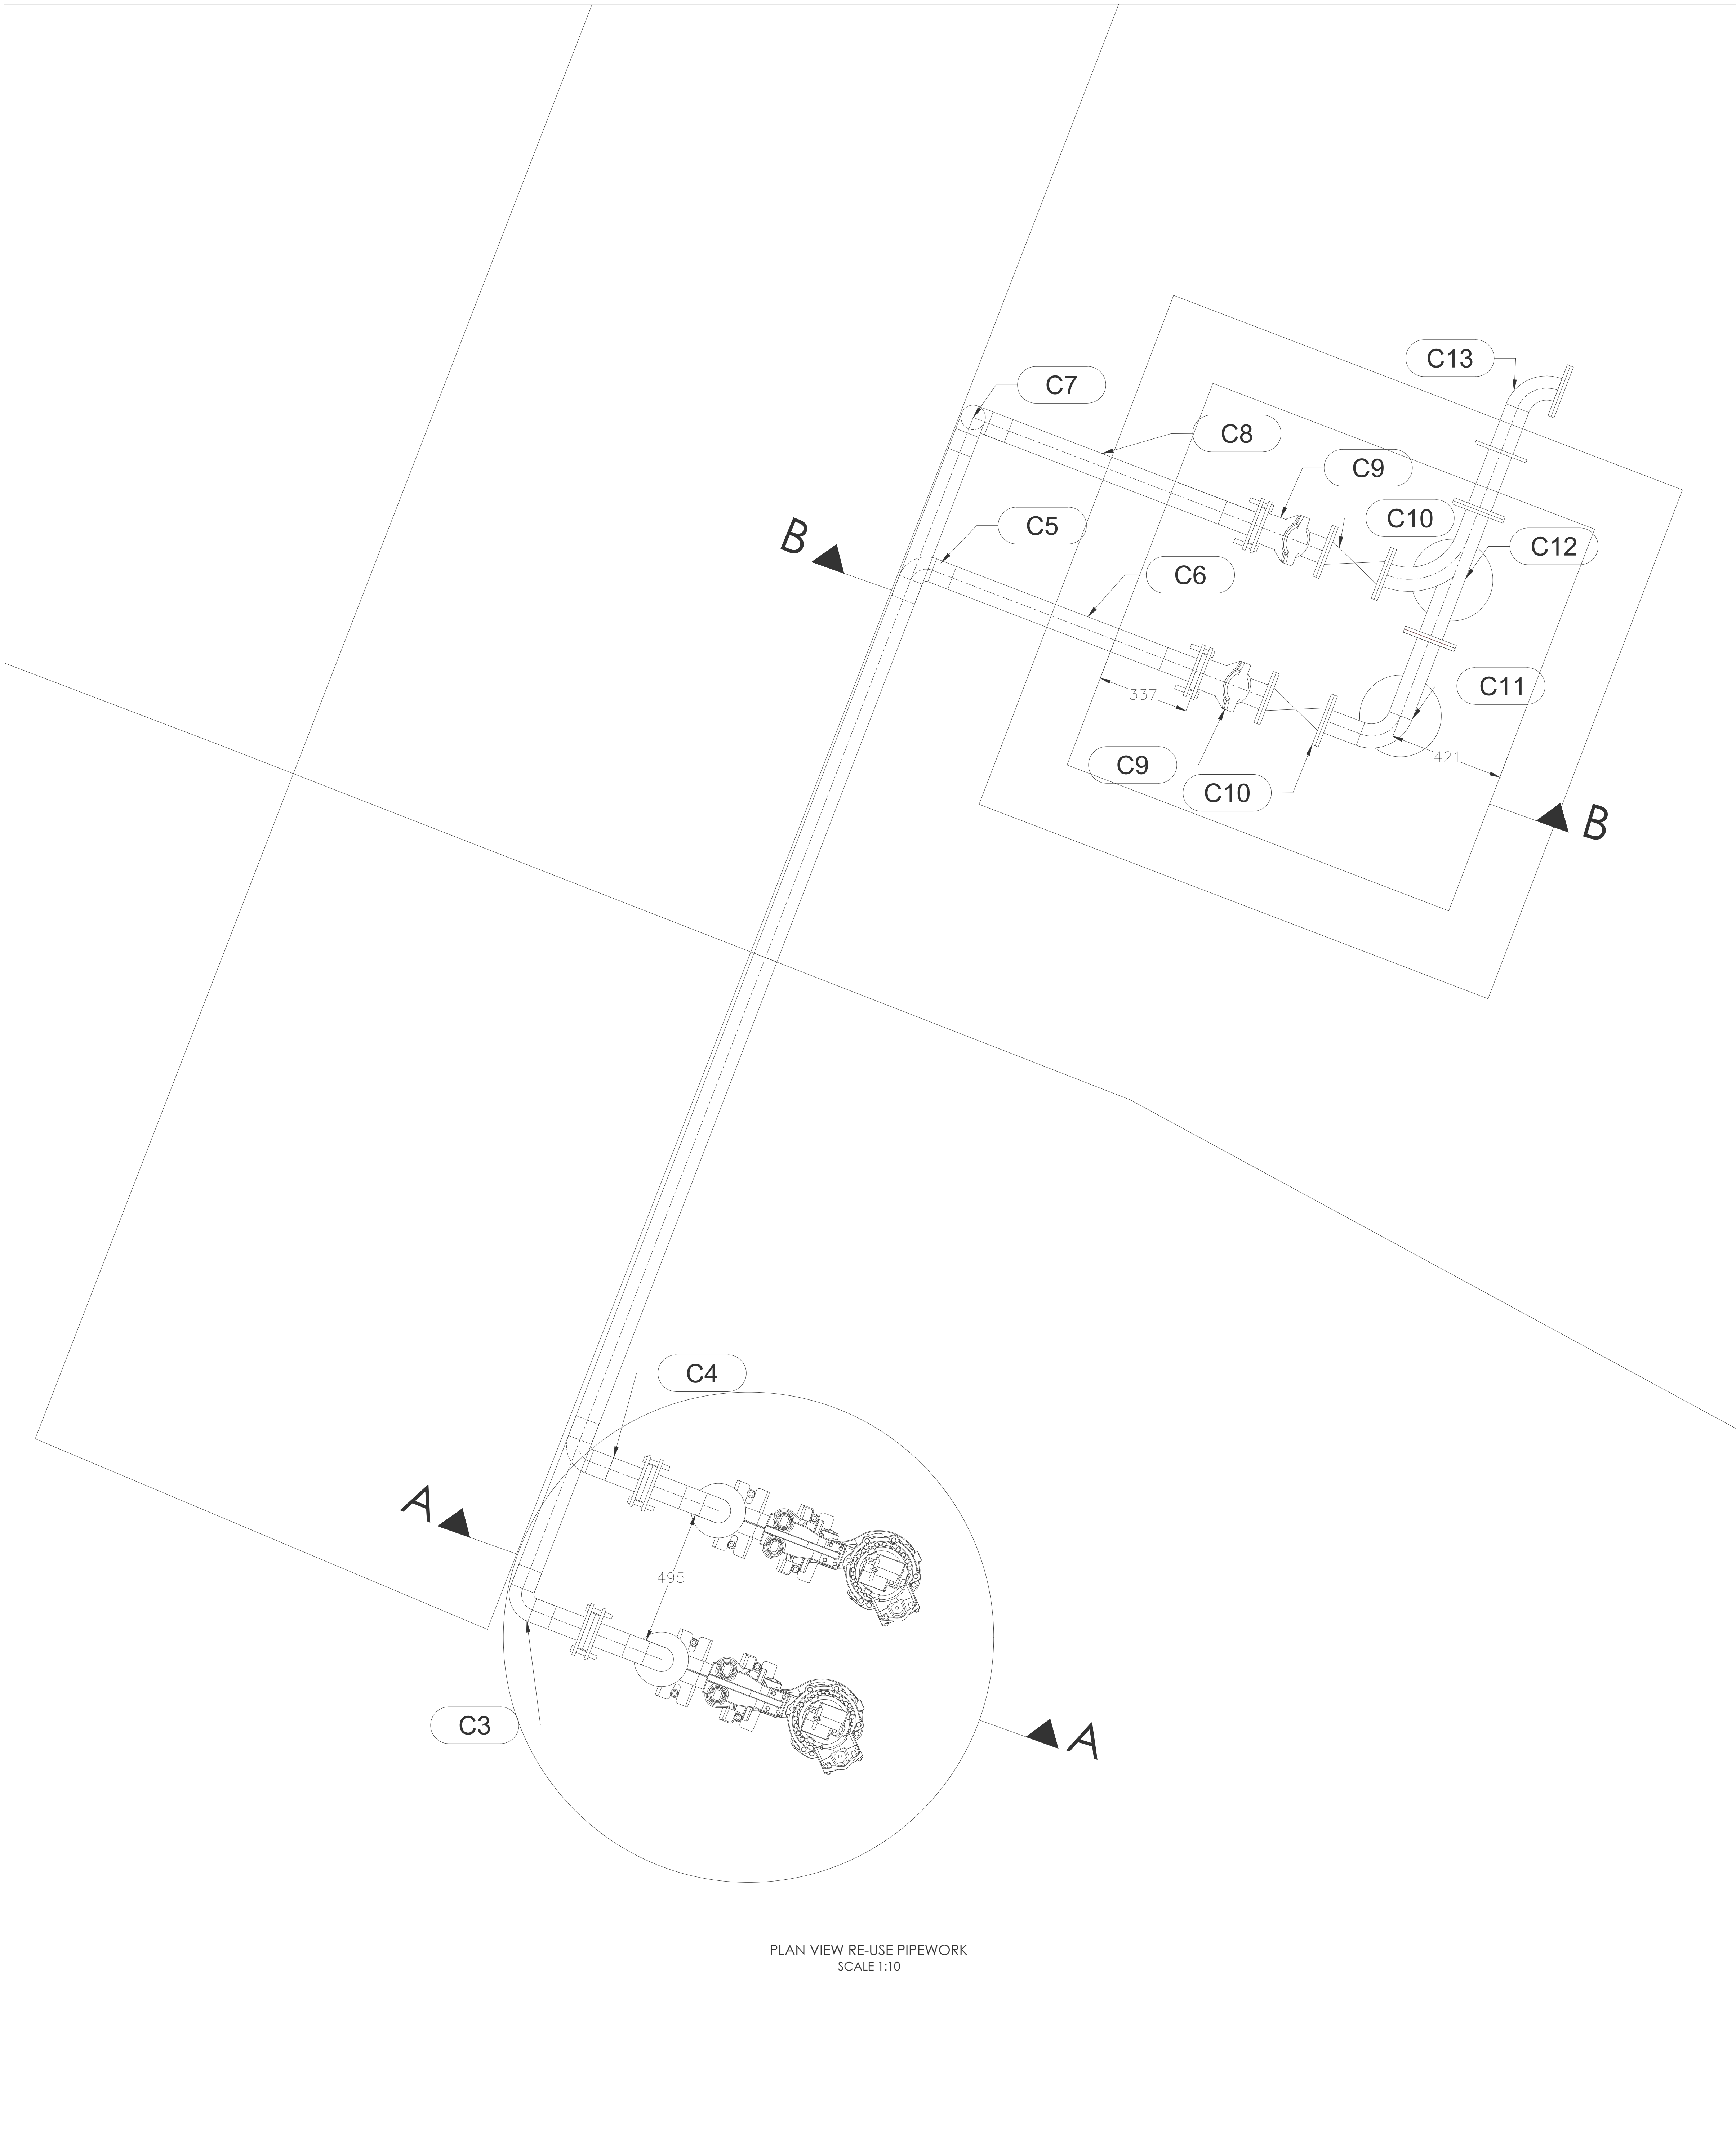 C13
C7
C8
C9
C10
B
C5
C12
C6
C11
337
421
C9
C10
B
C4
A
495
C3
A
PLAN VIEW RE-USE PIPEWORK
SCALE 1:10